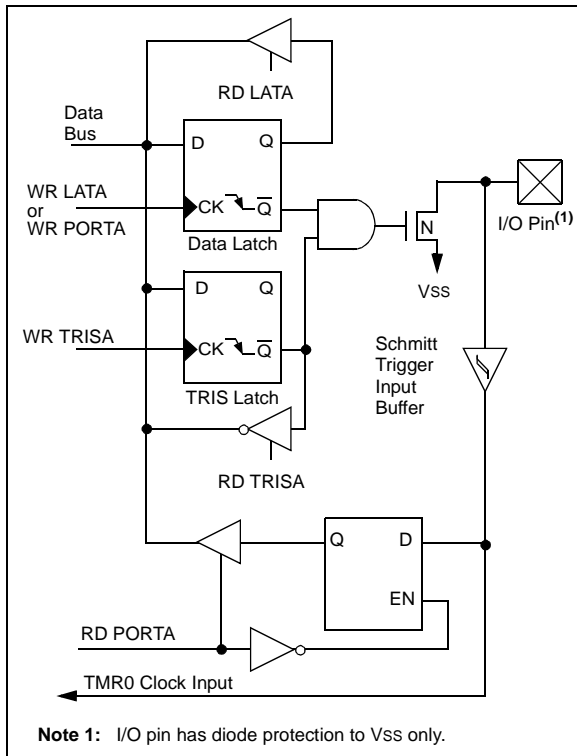 RD LATA
Data
Bus
D Q
WR LATA
or
WR PORTA
CK Q
Data Latch
N
I/O Pin(1)
VSS
D Q
WR TRISA
CK Q
TRIS Latch
Schmitt
Trigger
Input
Buffer
RD TRISA
Q D
EN
RD PORTA
TMR0 Clock Input
Note 1: I/O pin has diode protection to VSS only.